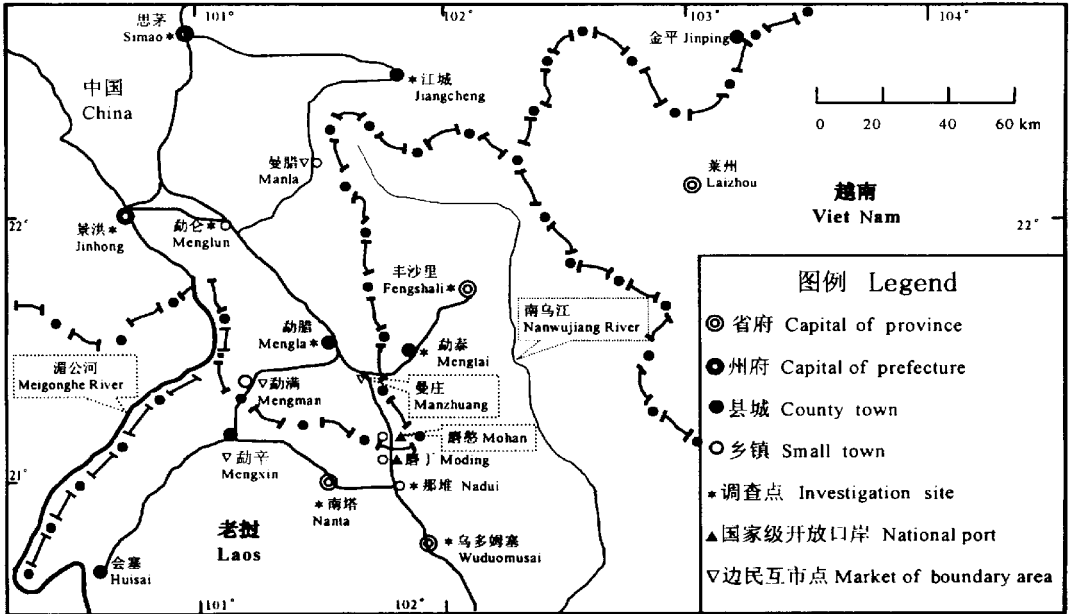 101°
102°
103°
104°
思茅
Simao*
金平 Jinping
*江城
Jiangcheng
中国
China
0 20 40 60 km
曼腊▽
Manla
莱州
Laizhou
越南
Viet Nam
22°
22°
景洪*
Jinhong
勐仑*
Menglun
丰沙里
Fengshali*
南乌江
Nanwujiang River
勐腊
Mengla*
*勐泰
Mengtai
湄公河
Meigonghe River
▽勐满
Mengman
曼庄
Manzhuang
磨憨 Mohan
▲磨丁 Moding
▽勐辛
Mengxin
21°
*南塔
Nanta
*那堆 Nadui
老挝
Laos
*乌多姆塞
Wuduomusai
会塞
Huisai
101°
102°
图例 Legend
省府 Capital of province
州府 Capital of prefecture
县城 County town
乡镇 Small town
*调查点 Investigation site
▲国家级开放口岸 National port
▽边民互市点 Market of boundary area